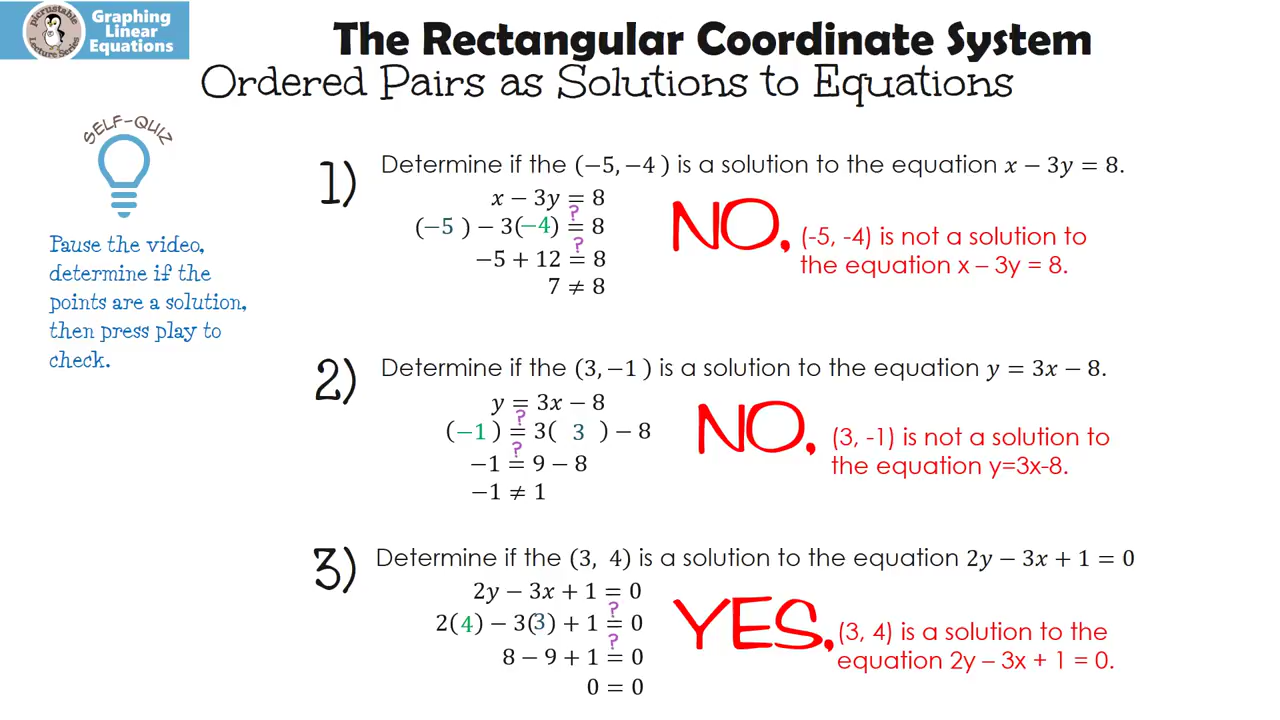 picrustable
Lecture Series
Graphing
Linear
Equations
The Rectangular Coordinate System
Ordered Pairs as Solutions to Equations
SELF-QUIZ
Pause the video,
determine if the
points are a solution,
then press play to
check.
1) Determine if the (−5, −4 ) is a solution to the equation x − 3y = 8.
x − 3y = 8
?
(−5 ) − 3(−4) = 8
?
−5 + 12 = 8
7 ≠ 8
NO, (-5, -4) is not a solution to
the equation x – 3y = 8.
2) Determine if the (3, −1 ) is a solution to the equation y = 3x − 8.
y = 3x − 8
?
(−1 ) = 3( 3 ) − 8
?
−1 = 9 − 8
−1 ≠ 1
NO, (3, -1) is not a solution to
the equation y=3x-8.
3) Determine if the (3, 4) is a solution to the equation 2y − 3x + 1 = 0
2y − 3x + 1 = 0
?
2(4) − 3(3) + 1 = 0
?
8 − 9 + 1 = 0
0 = 0
YES, (3, 4) is a solution to the
equation 2y – 3x + 1 = 0.